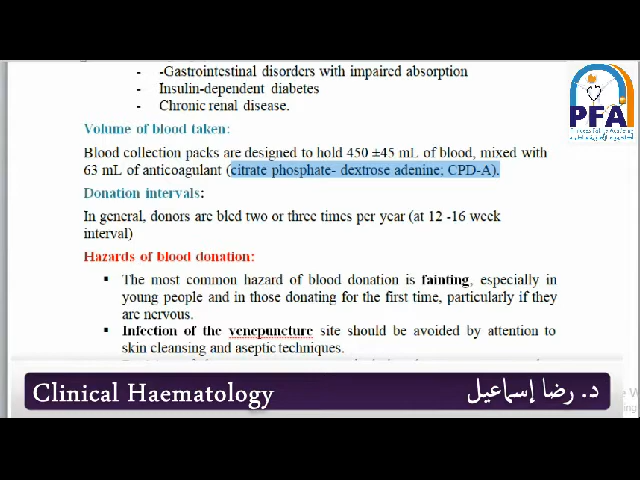 - -Gastrointestinal disorders with impaired absorption
- Insulin-dependent diabetes
- Chronic renal disease.
Volume of blood taken:
Blood collection packs are designed to hold 450 ±45 mL of blood, mixed with
63 mL of anticoagulant (citrate phosphate- dextrose adenine; CPD-A).
Donation intervals:
In general, donors are bled two or three times per year (at 12 -16 week
interval)
Hazards of blood donation:
▪ The most common hazard of blood donation is fainting, especially in
young people and in those donating for the first time, particularly if they
are nervous.
▪ Infection of the venepuncture site should be avoided by attention to
skin cleansing and aseptic techniques.
PFA
Clinical Haematology
د. رضا إسماعيل